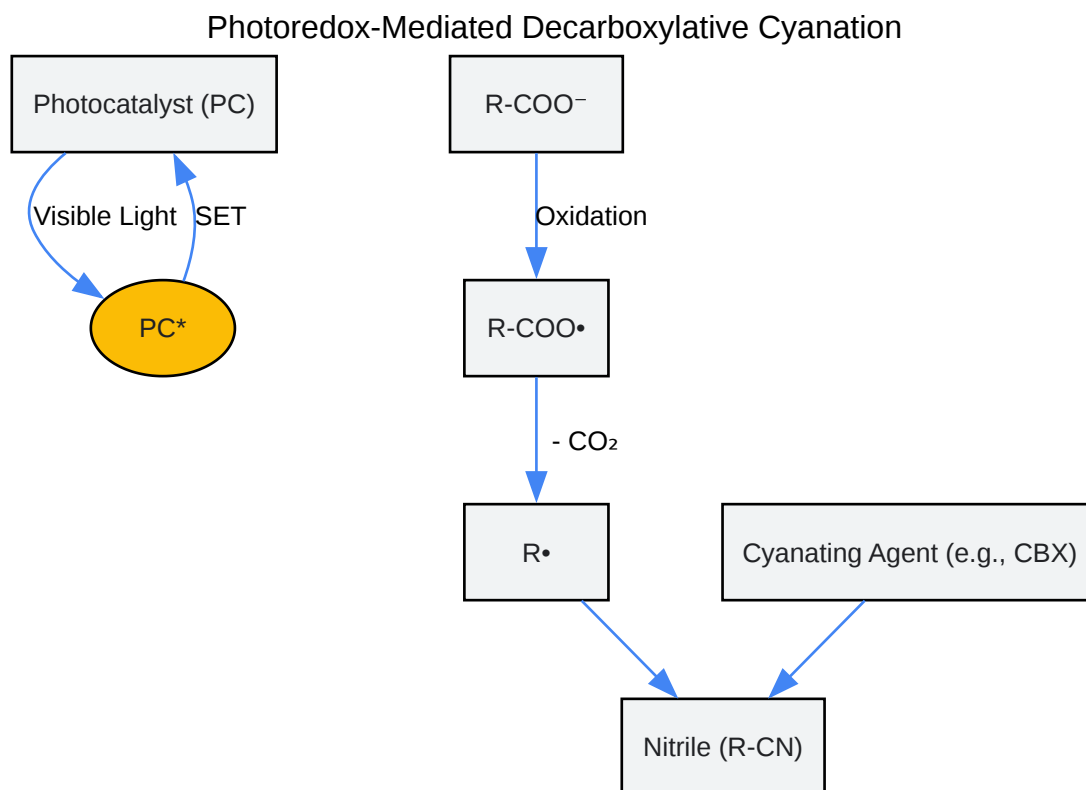 Photoredox-Mediated Decarboxylative Cyanation
Photocatalyst (PC)
R-COO⁻
Visible Light
SET
Oxidation
PC*
R-COO•
- CO₂
R•
Cyanating Agent (e.g., CBX)
Nitrile (R-CN)